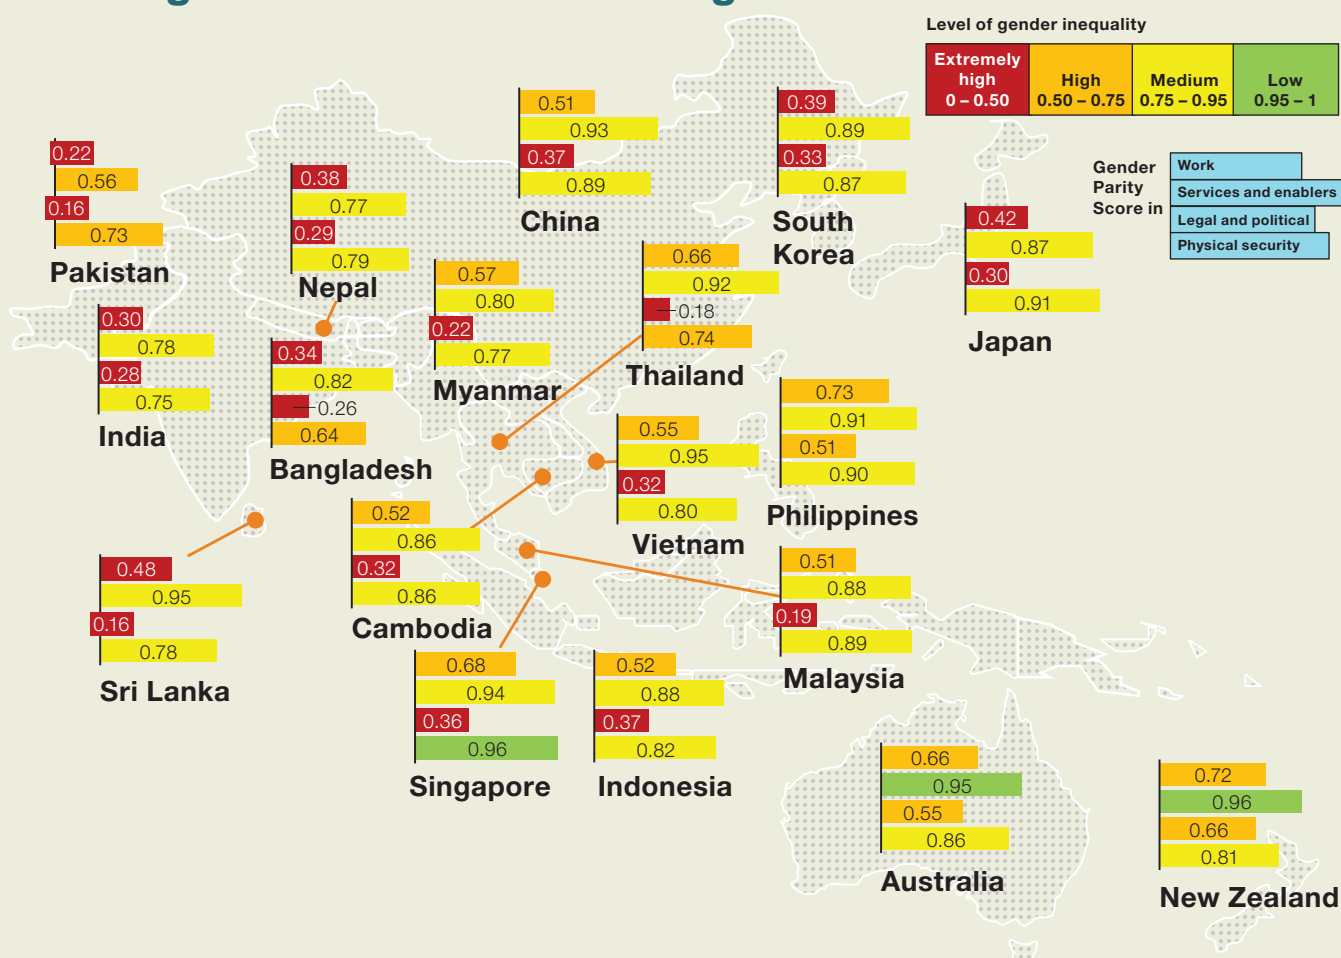 Level of gender inequality
Extremely
high
0 – 0.50
High
0.50 – 0.75
Medium
0.75 – 0.95
Low
0.95 – 1
Gender
Parity
Score in
Work
Services and enablers
Legal and political
Physical security
0.22
0.56
0.16
0.73
Pakistan
0.38
0.77
0.29
0.79
Nepal
0.51
0.93
0.37
0.89
China
0.39
0.89
0.33
0.87
South
Korea
0.42
0.87
0.30
0.91
Japan
0.30
0.78
0.28
0.75
India
0.34
0.82
0.26
0.64
Bangladesh
0.57
0.80
0.22
0.77
Myanmar
0.66
0.92
0.18
0.74
Thailand
0.55
0.95
0.32
0.80
Vietnam
0.73
0.91
0.51
0.90
Philippines
0.48
0.95
0.16
0.78
Sri Lanka
0.52
0.86
0.32
0.86
Cambodia
0.51
0.88
0.19
0.89
Malaysia
0.68
0.94
0.36
0.96
Singapore
0.52
0.88
0.37
0.82
Indonesia
0.66
0.95
0.55
0.86
Australia
0.72
0.96
0.66
0.81
New Zealand